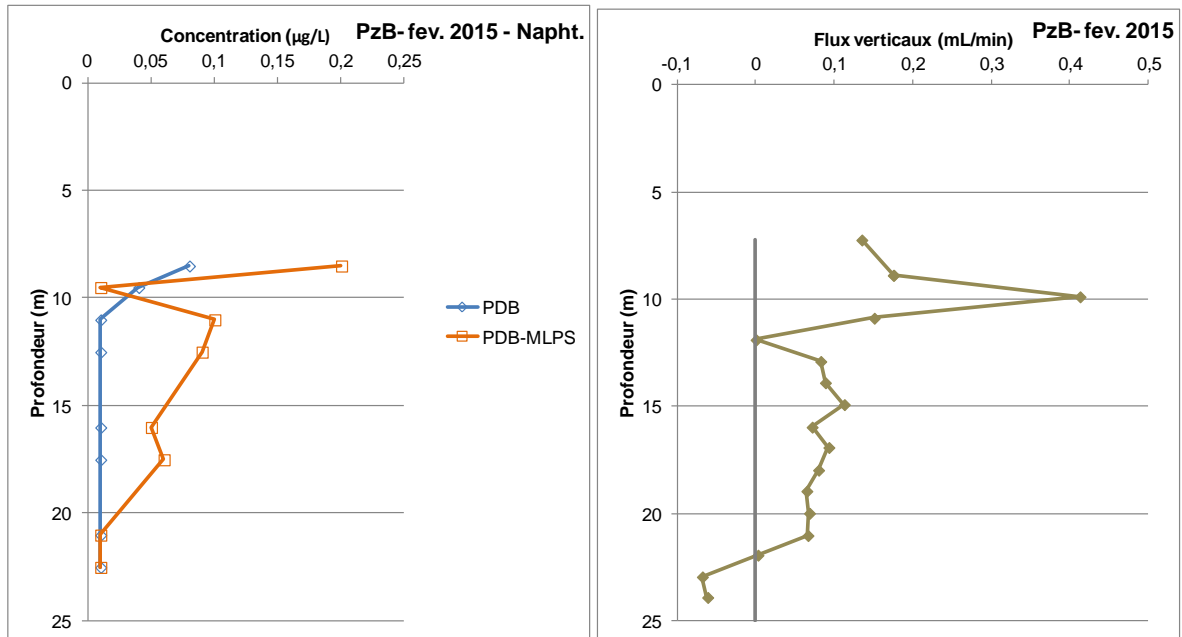 PzB- fev. 2015 - Napht.
Concentration (µg/L)
0 0,05 0,1 0,15 0,2 0,25
0
5
10
15
20
25
Profondeur (m)
PDB
PDB-MLPS
PzB- fev. 2015
Flux verticaux (mL/min)
-0,1 0 0,1 0,2 0,3 0,4 0,5
0
5
10
15
20
25
Profondeur (m)